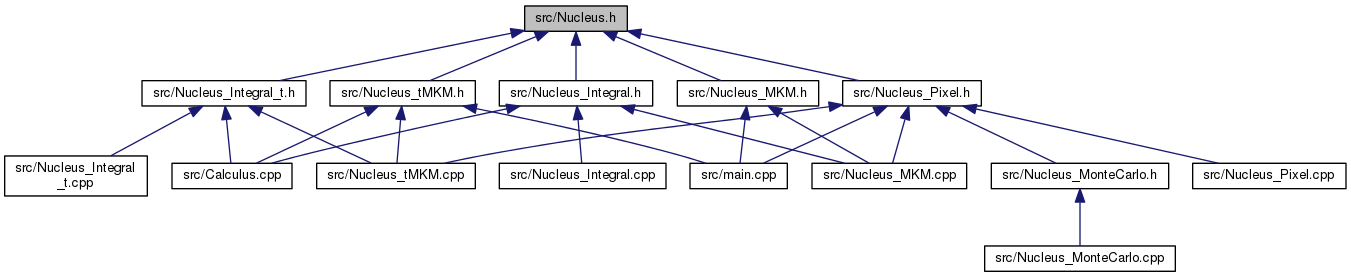 src/Nucleus.h
src/Nucleus_Integral_t.h
src/Nucleus_tMKM.h
src/Nucleus_Integral.h
src/Nucleus_MKM.h
src/Nucleus_Pixel.h
src/Nucleus_Integral
_t.cpp
src/Calculus.cpp
src/Nucleus_tMKM.cpp
src/Nucleus_Integral.cpp
src/main.cpp
src/Nucleus_MKM.cpp
src/Nucleus_MonteCarlo.h
src/Nucleus_Pixel.cpp
src/Nucleus_MonteCarlo.cpp